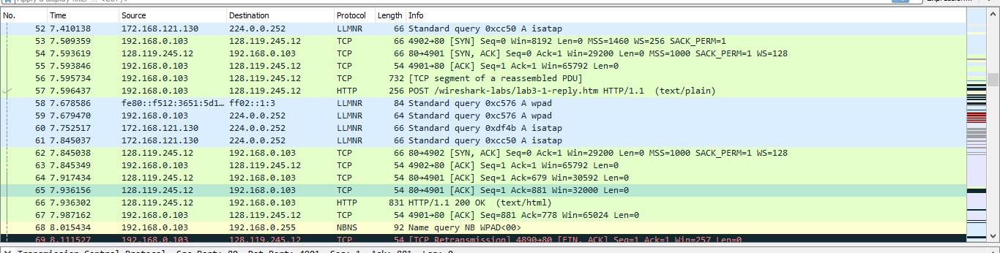 Apply a display filter ... <Ctrl-/> Expression...
No. Time Source Destination Protocol Length Info
52 7.410138 172.168.121.130 224.0.0.252 LLMNR 66 Standard query 0xcc50 A isatap
53 7.509359 192.168.0.103 128.119.245.12 TCP 66 4902→80 [SYN] Seq=0 Win=8192 Len=0 MSS=1460 WS=256 SACK_PERM=1
54 7.593619 128.119.245.12 192.168.0.103 TCP 66 80→4901 [SYN, ACK] Seq=0 Ack=1 Win=29200 Len=0 MSS=1000 SACK_PERM=1 WS=128
55 7.593846 192.168.0.103 128.119.245.12 TCP 54 4901→80 [ACK] Seq=1 Ack=1 Win=65792 Len=0
56 7.595734 192.168.0.103 128.119.245.12 TCP 732 [TCP segment of a reassembled PDU]
57 7.596437 192.168.0.103 128.119.245.12 HTTP 256 POST /wireshark-labs/lab3-1-reply.htm HTTP/1.1 (text/plain)
58 7.678586 fe80::f512:3651:5d1… ff02::1:3 LLMNR 84 Standard query 0xc576 A wpad
59 7.679470 192.168.0.103 224.0.0.252 LLMNR 64 Standard query 0xc576 A wpad
60 7.752517 172.168.121.130 224.0.0.252 LLMNR 66 Standard query 0xdf4b A isatap
61 7.845037 172.168.121.130 224.0.0.252 LLMNR 66 Standard query 0xcc50 A isatap
62 7.845038 128.119.245.12 192.168.0.103 TCP 66 80→4902 [SYN, ACK] Seq=0 Ack=1 Win=29200 Len=0 MSS=1000 SACK_PERM=1 WS=128
63 7.845349 192.168.0.103 128.119.245.12 TCP 54 4902→80 [ACK] Seq=1 Ack=1 Win=65792 Len=0
64 7.917434 128.119.245.12 192.168.0.103 TCP 54 80→4901 [ACK] Seq=1 Ack=679 Win=30592 Len=0
65 7.936156 128.119.245.12 192.168.0.103 TCP 54 80→4901 [ACK] Seq=1 Ack=881 Win=32000 Len=0
66 7.936302 128.119.245.12 192.168.0.103 HTTP 831 HTTP/1.1 200 OK (text/html)
67 7.987162 192.168.0.103 128.119.245.12 TCP 54 4901→80 [ACK] Seq=881 Ack=778 Win=65024 Len=0
68 8.015434 192.168.0.103 192.168.0.255 NBNS 92 Name query NB WPAD<00>
69 8.111527 192.168.0.103 128.119.245.12 TCP 54 [TCP Retransmission] 4890→80 [FIN, ACK] Seq=1 Ack=1 Win=257 Len=0
Transmission Control Protocol, Src Port: 80, Dst Port: 4901, Seq: 1, Ack: 881, Len: 0